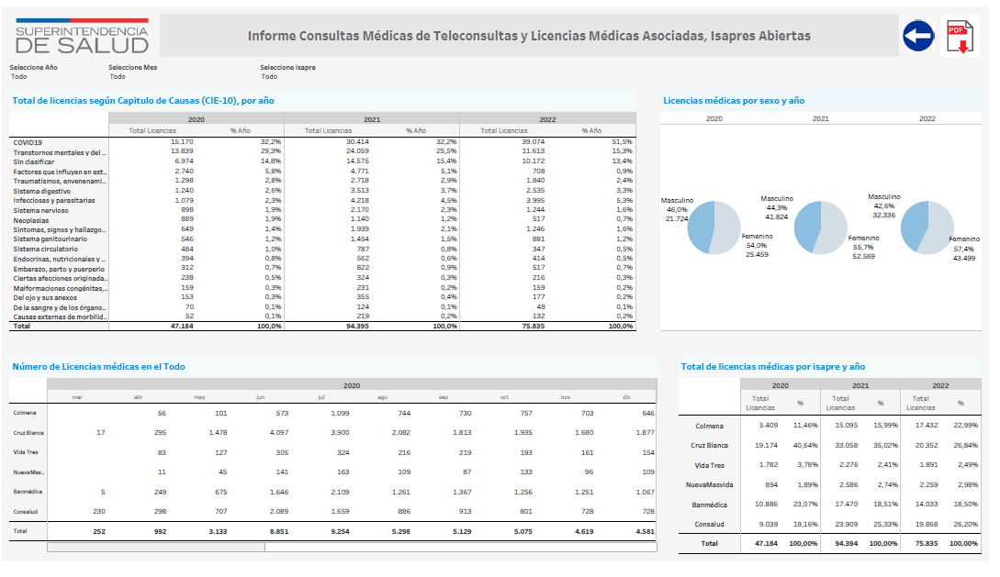 SUPERINTENDENCIA
DE SALUD
Informe Consultas Médicas de Teleconsultas y Licencias Médicas Asociadas, Isapres Abiertas
PDF
Seleccione Año Seleccione Mes Seleccione Isapre
Todo Todo Todo
Total de licencias según Capitulo de Causas (CIE-10), por año
2020 2021 2022
Total Licencias % Año Total Licencias % Año Total Licencias % Año
COVID19 15.170 32,2% 30.414 32,2% 39.074 51,5%
Transtornos mentales y del .. 13.839 29,3% 24.059 25,5% 11.613 15,3%
Sin clasificar 6.974 14,8% 14.575 15,4% 10.172 13,4%
Factores que influyen en est.. 2.740 5,8% 4.771 5,1% 708 0,9%
Traumatismos, envenenami.. 1.298 2,8% 2.718 2,9% 1.840 2,4%
Sistema digestivo 1.240 2,6% 3.513 3,7% 2.535 3,3%
Infecciosas y parasitarias 1.079 2,3% 4.218 4,5% 3.995 5,3%
Sistema nervioso 898 1,9% 2.170 2,3% 1.244 1,6%
Neoplasias 889 1,9% 1.140 1,2% 517 0,7%
Síntomas, signos y hallazgo.. 649 1,4% 1.939 2,1% 1.246 1,6%
Sistema genitourinario 546 1,2% 1.454 1,5% 881 1,2%
Sistema circulatorio 484 1,0% 787 0,8% 347 0,5%
Endocrinas, nutricionales y .. 394 0,8% 562 0,6% 414 0,5%
Embarazo, parto y puerperio 312 0,7% 822 0,9% 517 0,7%
Ciertas afecciones originada.. 238 0,5% 324 0,3% 216 0,3%
Malformaciones congénitas,.. 159 0,3% 231 0,2% 159 0,2%
Del ojo y sus anexos 153 0,3% 355 0,4% 177 0,2%
De la sangre y de los órgano.. 70 0,1% 124 0,1% 48 0,1%
Causas externas de morbilid.. 52 0,1% 219 0,2% 132 0,2%
Total 47.184 100,0% 94.395 100,0% 75.835 100,0%
Licencias médicas por sexo y año
2020 2021 2022
Masculino
46,0%
21.724
Femenino
54,0%
25.459
Masculino
44,3%
41.824
Femenino
55,7%
52.569
Masculino
42,6%
32.336
Femenino
57,4%
43.499
Número de Licencias médicas en el Todo
2020
mar abr may jun jul ago sep oct nov dic
Colmena 56 101 573 1.099 744 730 757 703 646
Cruz Blanca 17 295 1.478 4.097 3.900 2.082 1.813 1.935 1.680 1.877
Vida Tres 83 127 305 324 216 219 193 161 154
NuevaMas.. 11 45 141 163 109 87 133 96 109
Banmédica 5 249 675 1.646 2.109 1.261 1.367 1.256 1.251 1.067
Consalud 230 298 707 2.089 1.659 886 913 801 728 728
Total 252 992 3.133 8.851 9.254 5.298 5.129 5.075 4.619 4.581
Total de licencias médicas por isapre y año
2020 2021 2022
Total Licencias % Total Licencias % Total Licencias %
Colmena 5.409 11,46% 15.095 15,99% 17.432 22,99%
Cruz Blanca 19.174 40,64% 33.058 35,02% 20.352 26,84%
Vida Tres 1.782 3,78% 2.276 2,41% 1.891 2,49%
NuevaMasvida 894 1,89% 2.586 2,74% 2.259 2,98%
Banmédica 10.886 23,07% 17.470 18,51% 14.033 18,50%
Consalud 9.039 19,16% 23.909 25,33% 19.868 26,20%
Total 47.184 100,00% 94.394 100,00% 75.835 100,00%